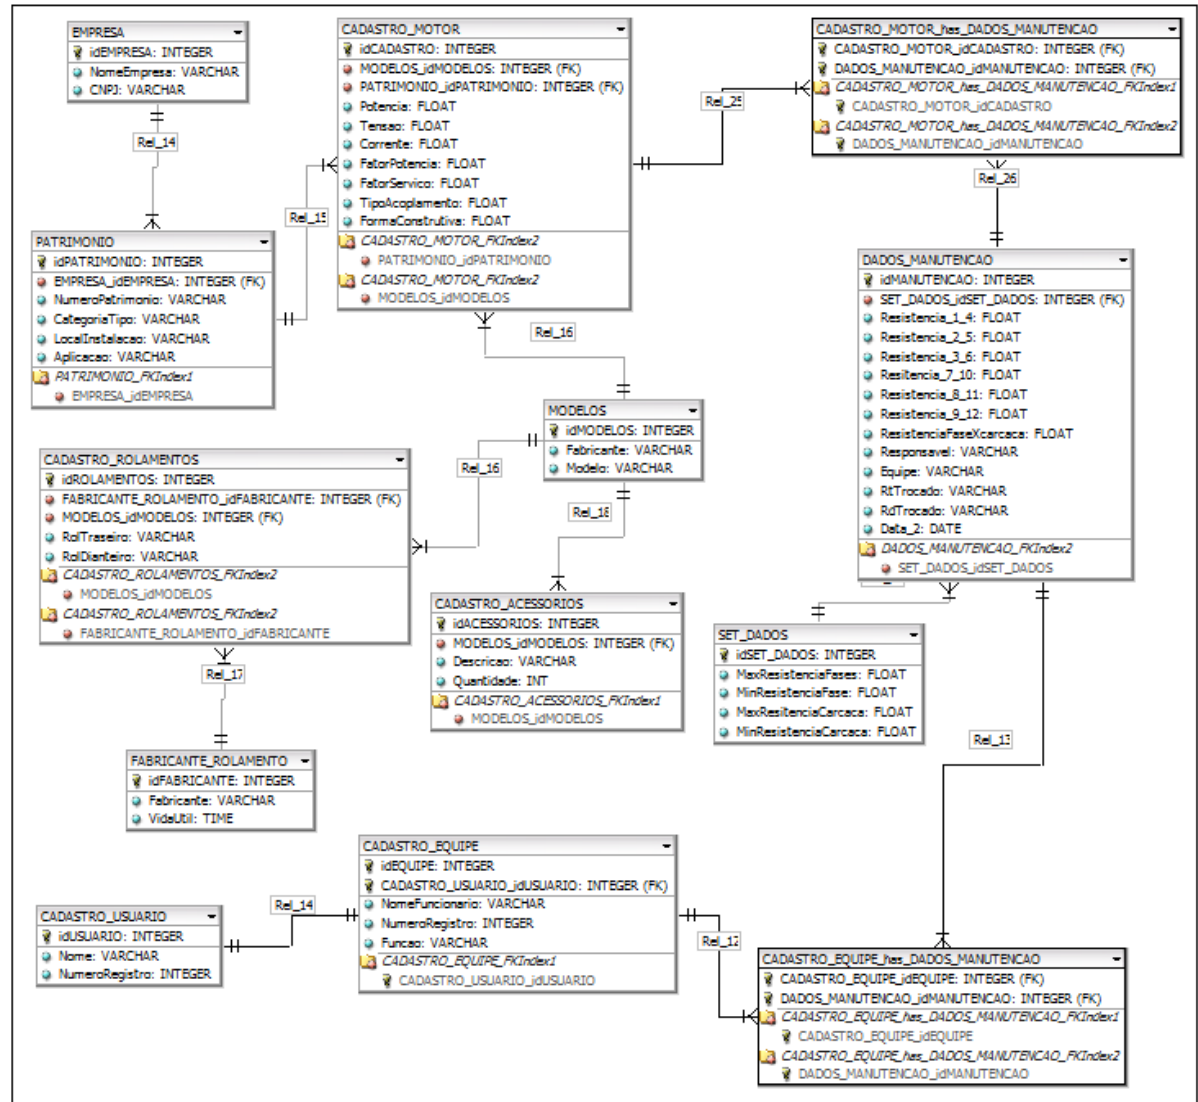 EMPRESA
idEMPRESA: INTEGER
NomeEmpresa: VARCHAR
CNPJ: VARCHAR
Rel_14
PATRIMONIO
idPATRIMONIO: INTEGER
EMPRESA_idEMPRESA: INTEGER (FK)
NumeroPatrimonio: VARCHAR
CategoriaTipo: VARCHAR
LocalInstalacao: VARCHAR
Aplicacao: VARCHAR
PATRIMONIO_FKIndex1
EMPRESA_idEMPRESA
Rel_15
CADASTRO_MOTOR
idCADASTRO: INTEGER
MODELOS_idMODELOS: INTEGER (FK)
PATRIMONIO_idPATRIMONIO: INTEGER (FK)
Potencia: FLOAT
Tensao: FLOAT
Corrente: FLOAT
FatorPotencia: FLOAT
FatorServico: FLOAT
TipoAcoplamento: FLOAT
FormaConstrutiva: FLOAT
CADASTRO_MOTOR_FKIndex2
PATRIMONIO_idPATRIMONIO
CADASTRO_MOTOR_FKIndex2
MODELOS_idMODELOS
Rel_25
CADASTRO_MOTOR_has_DADOS_MANUTENCAO
CADASTRO_MOTOR_idCADASTRO: INTEGER (FK)
DADOS_MANUTENCAO_idMANUTENCAO: INTEGER (FK)
CADASTRO_MOTOR_has_DADOS_MANUTENCAO_FKIndex1
CADASTRO_MOTOR_idCADASTRO
CADASTRO_MOTOR_has_DADOS_MANUTENCAO_FKIndex2
DADOS_MANUTENCAO_idMANUTENCAO
Rel_26
DADOS_MANUTENCAO
idMANUTENCAO: INTEGER
SET_DADOS_idSET_DADOS: INTEGER (FK)
Resistencia_1_4: FLOAT
Resistencia_2_5: FLOAT
Resistencia_3_6: FLOAT
Resitencia_7_10: FLOAT
Resistencia_8_11: FLOAT
Resistencia_9_12: FLOAT
ResistenciaFaseXcarcaca: FLOAT
Responsavel: VARCHAR
Equipe: VARCHAR
RtTrocado: VARCHAR
RdTrocado: VARCHAR
Data_2: DATE
DADOS_MANUTENCAO_FKIndex2
SET_DADOS_idSET_DADOS
Rel_16
MODELOS
idMODELOS: INTEGER
Fabricante: VARCHAR
Modelo: VARCHAR
Rel_16
Rel_18
CADASTRO_ROLAMENTOS
idROLAMENTOS: INTEGER
FABRICANTE_ROLAMENTO_idFABRICANTE: INTEGER (FK)
MODELOS_idMODELOS: INTEGER (FK)
RolTraseiro: VARCHAR
RolDianteiro: VARCHAR
CADASTRO_ROLAMENTOS_FKIndex2
MODELOS_idMODELOS
CADASTRO_ROLAMENTOS_FKIndex2
FABRICANTE_ROLAMENTO_idFABRICANTE
Rel_17
CADASTRO_ACESSORIOS
idACESSORIOS: INTEGER
MODELOS_idMODELOS: INTEGER (FK)
Descricao: VARCHAR
Quantidade: INT
CADASTRO_ACESSORIOS_FKIndex1
MODELOS_idMODELOS
SET_DADOS
idSET_DADOS: INTEGER
MaxResistenciaFases: FLOAT
MinResistenciaFase: FLOAT
MaxResitenciaCarcaca: FLOAT
MinResistenciaCarcaca: FLOAT
Rel_13
FABRICANTE_ROLAMENTO
idFABRICANTE: INTEGER
Fabricante: VARCHAR
VidaUtil: TIME
CADASTRO_EQUIPE
idEQUIPE: INTEGER
CADASTRO_USUARIO_idUSUARIO: INTEGER (FK)
NomeFuncionario: VARCHAR
NumeroRegistro: INTEGER
Funcao: VARCHAR
CADASTRO_EQUIPE_FKIndex1
CADASTRO_USUARIO_idUSUARIO
Rel_14
CADASTRO_USUARIO
idUSUARIO: INTEGER
Nome: VARCHAR
NumeroRegistro: INTEGER
Rel_12
CADASTRO_EQUIPE_has_DADOS_MANUTENCAO
CADASTRO_EQUIPE_idEQUIPE: INTEGER (FK)
DADOS_MANUTENCAO_idMANUTENCAO: INTEGER (FK)
CADASTRO_EQUIPE_has_DADOS_MANUTENCAO_FKIndex1
CADASTRO_EQUIPE_idEQUIPE
CADASTRO_EQUIPE_has_DADOS_MANUTENCAO_FKIndex2
DADOS_MANUTENCAO_idMANUTENCAO